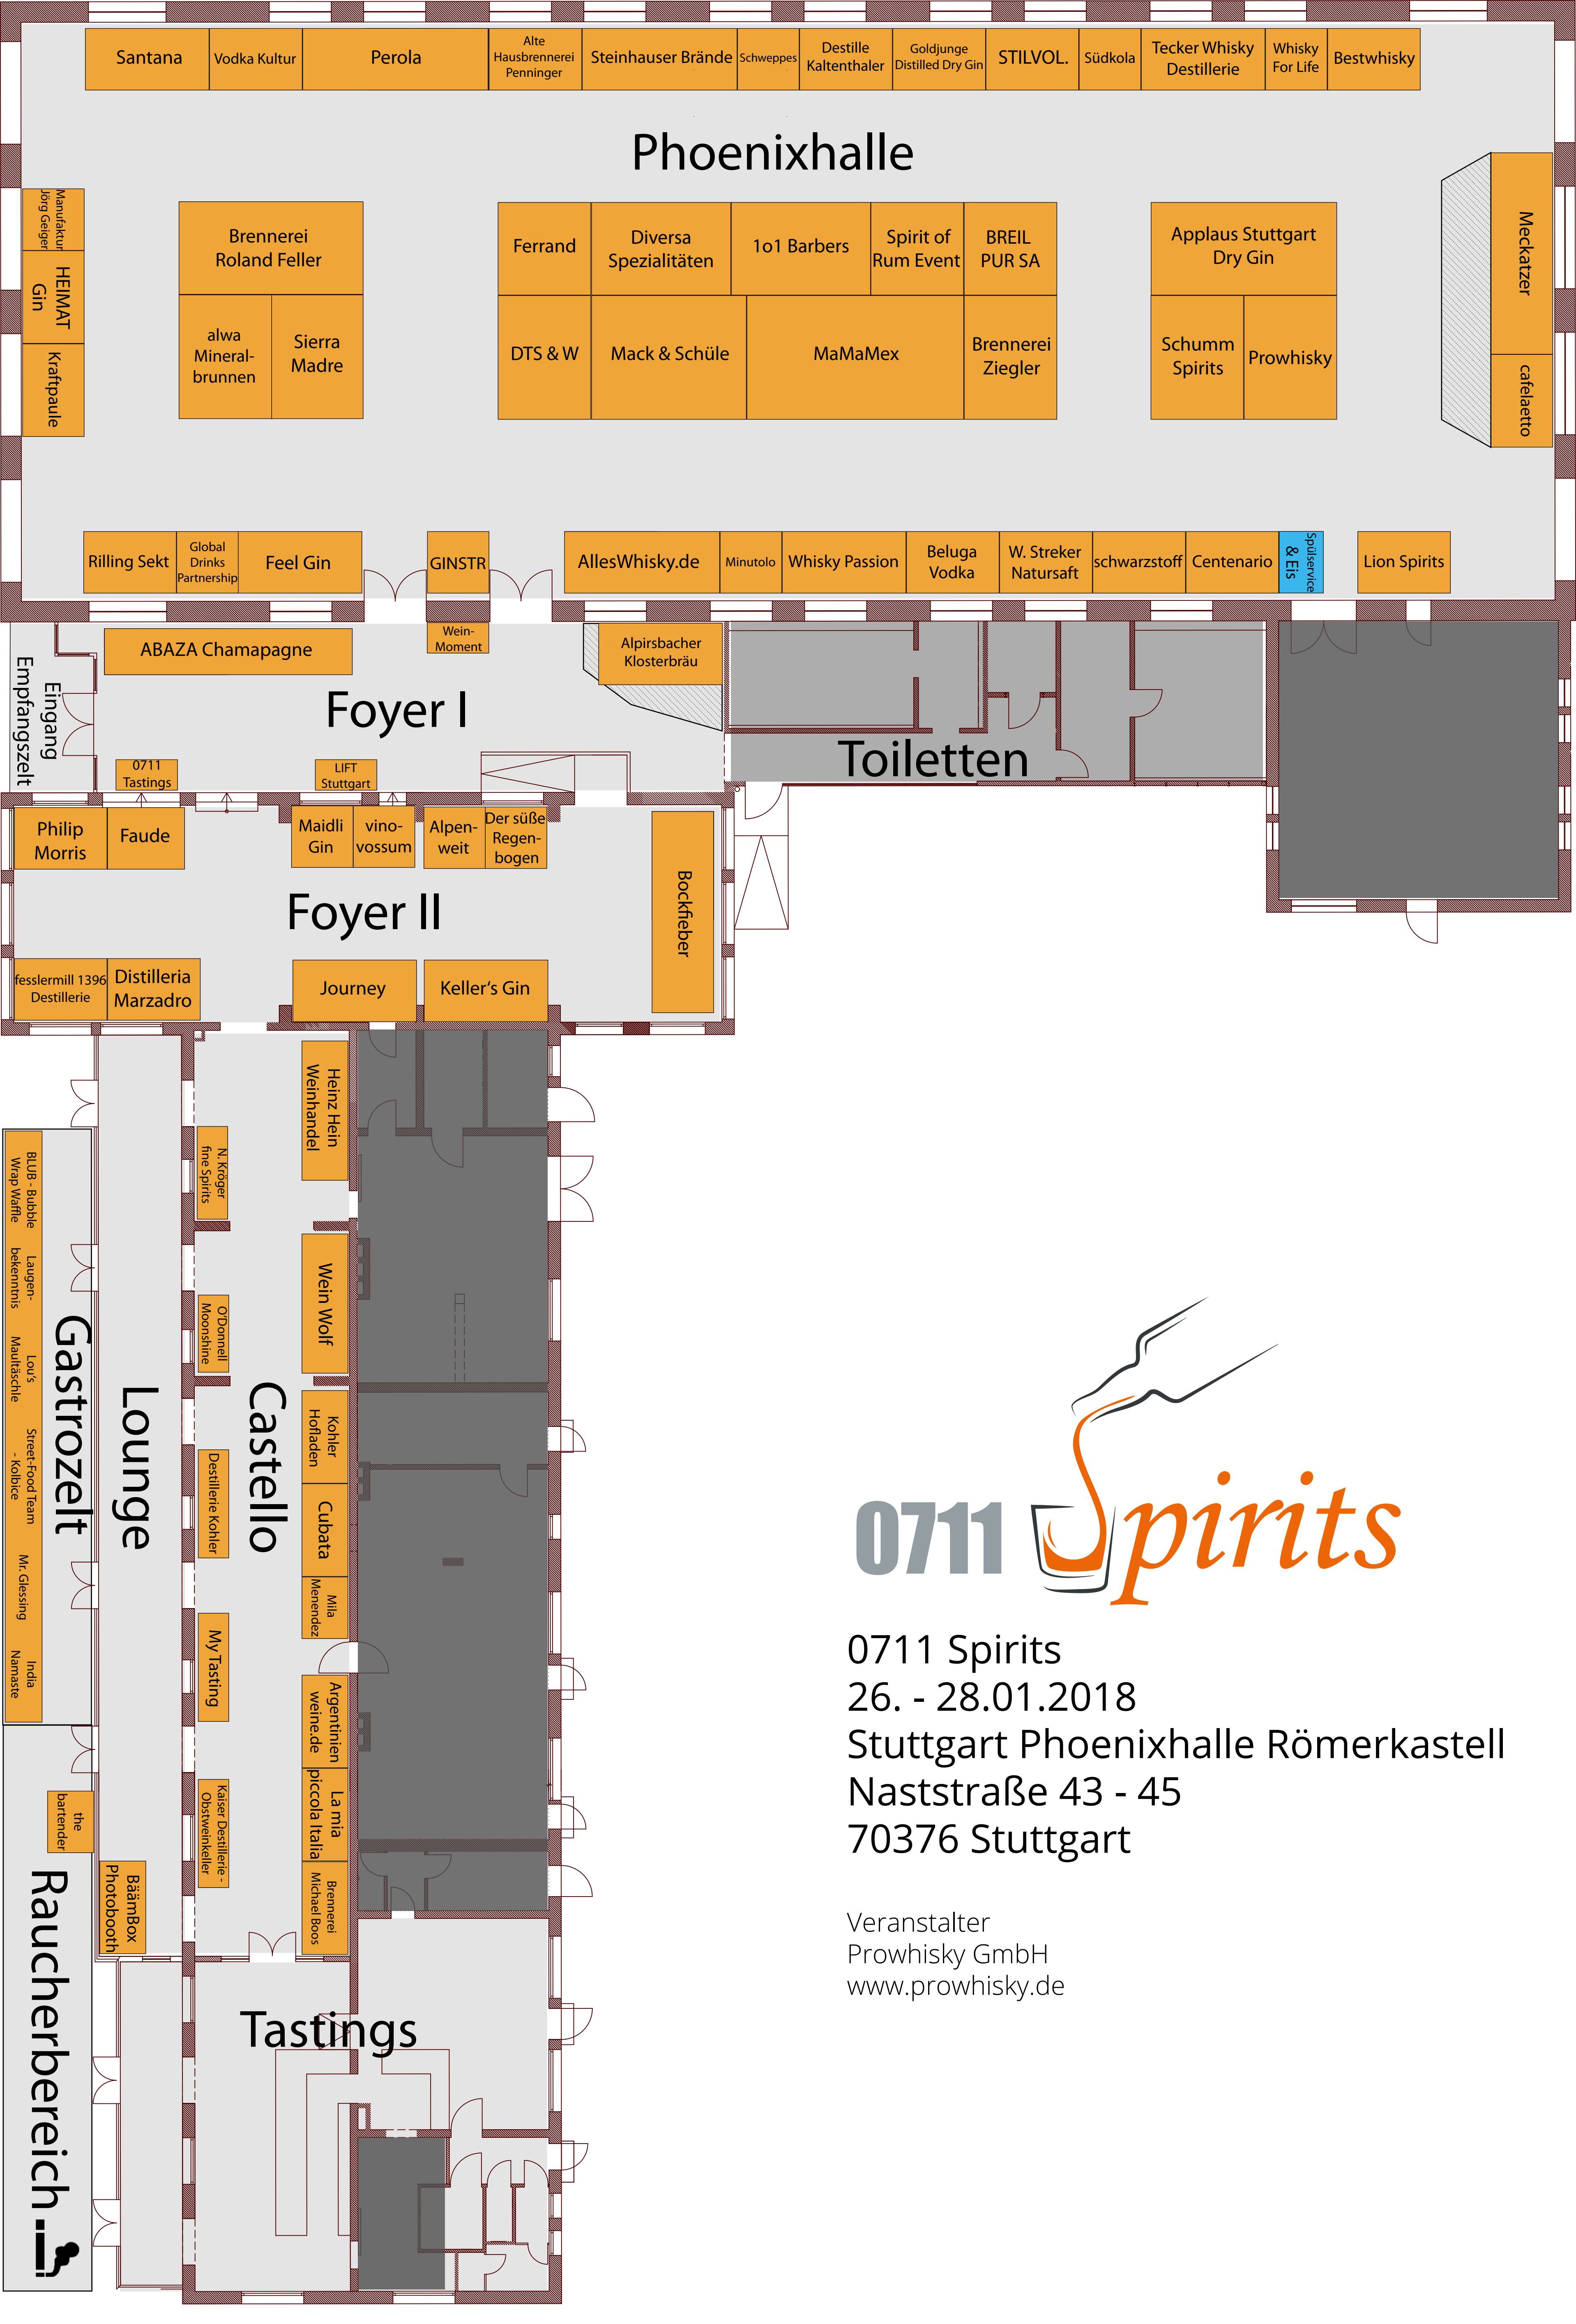 Santana
Vodka Kultur
Perola
Alte
Hausbrennerei
Penninger
Steinhauser Brände
Schweppes
Destille
Kaltenthaler
Goldjunge
Distilled Dry Gin
STILVOL.
Südkola
Tecker Whisky
Destillerie
Whisky
For Life
Bestwhisky
Phoenixhalle
Manufaktur
Jörg Geiger
HEIMAT
Gin
Kraftpaule
Brennerei
Roland Feller
alwa
Mineral-
brunnen
Sierra
Madre
Ferrand
Diversa
Spezialitäten
1o1 Barbers
Spirit of
Rum Event
BREIL
PUR SA
DTS & W
Mack & Schüle
MaMaMex
Brennerei
Ziegler
Applaus Stuttgart
Dry Gin
Schumm
Spirits
Prowhisky
Meckatzer
cafelaetto
Rilling Sekt
Global
Drinks
Partnership
Feel Gin
GINSTR
AllesWhisky.de
Minutolo
Whisky Passion
Beluga
Vodka
W. Streker
Natursaft
schwarzstoff
Centenario
Spülservice
& Eis
Lion Spirits
Eingang
Empfangszelt
ABAZA Chamapagne
Wein-
Moment
Alpirsbacher
Klosterbräu
Foyer I
Toiletten
0711
Tastings
LIFT
Stuttgart
Philip
Morris
Faude
Maidli
Gin
vino-
vossum
Alpen-
weit
Der süße
Regen-
bogen
Bockfieber
Foyer II
fesslermill 1396
Destillerie
Distilleria
Marzadro
Journey
Keller‘s Gin
Heinz Hein
Weinhandel
N. Kröger
fine Spirits
Wein Wolf
O'Donnell
Moonshine
Kohler
Hofladen
Cubata
Mila
Menendez
Destillerie Kohler
My Tasting
Argentinien
weine.de
La mia
piccola Italia
Brennerei
Michael Boos
Kaiser Destillerie -
Obstweinkeller
Castello
Lounge
Gastrozelt
BLUB - Bubble
Wrap Waffle
Laugen-
bekenntnis
Lou's
Maultäschle
Street-Food Team
- Kolbice
Mr. Glessing
India
Namaste
the
bartender
BäämBox
Photobooth
Raucherbereich
Tastings
0711 Spirits
0711 Spirits
26. - 28.01.2018
Stuttgart Phoenixhalle Römerkastell
Naststraße 43 - 45
70376 Stuttgart
Veranstalter
Prowhisky GmbH
www.prowhisky.de